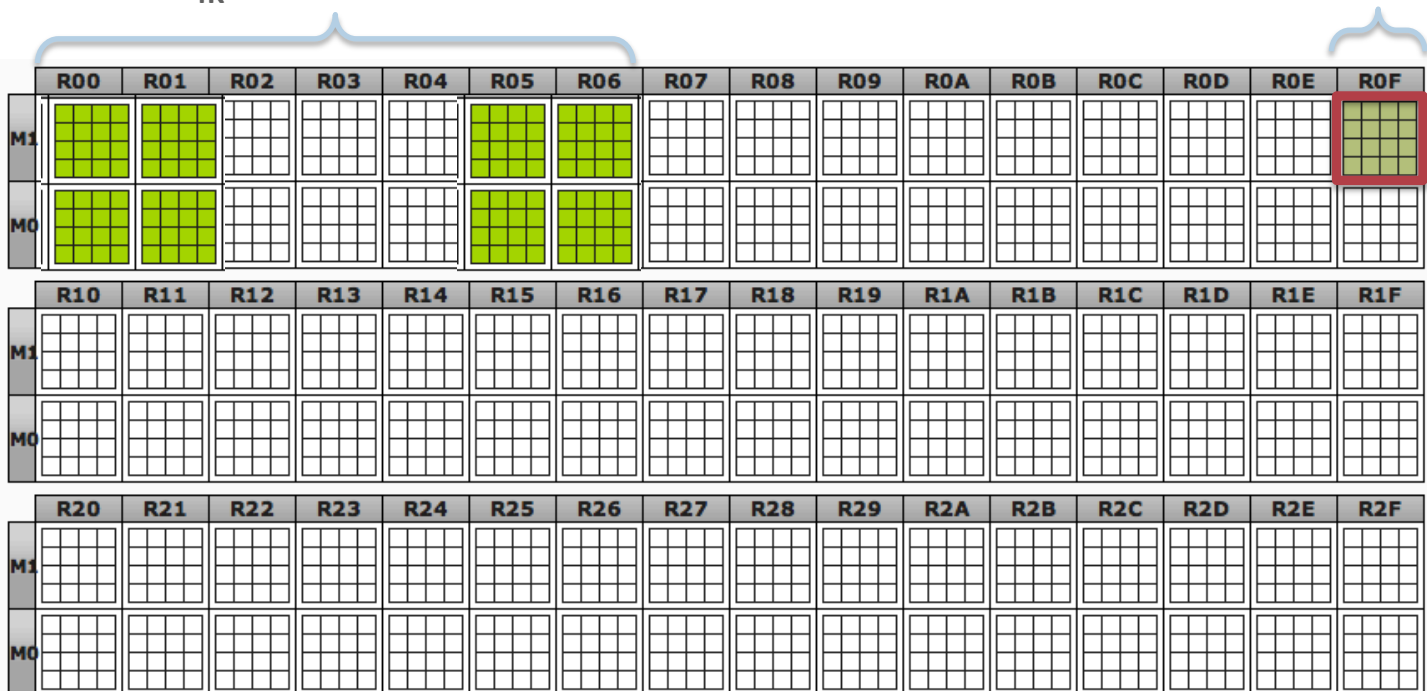 R00 R01 R02 R03 R04 R05 R06 R07 R08 R09 R0A R0B R0C R0D R0E R0F
M1
M0
R10 R11 R12 R13 R14 R15 R16 R17 R18 R19 R1A R1B R1C R1D R1E R1F
M1
M0
R20 R21 R22 R23 R24 R25 R26 R27 R28 R29 R2A R2B R2C R2D R2E R2F
M1
M0